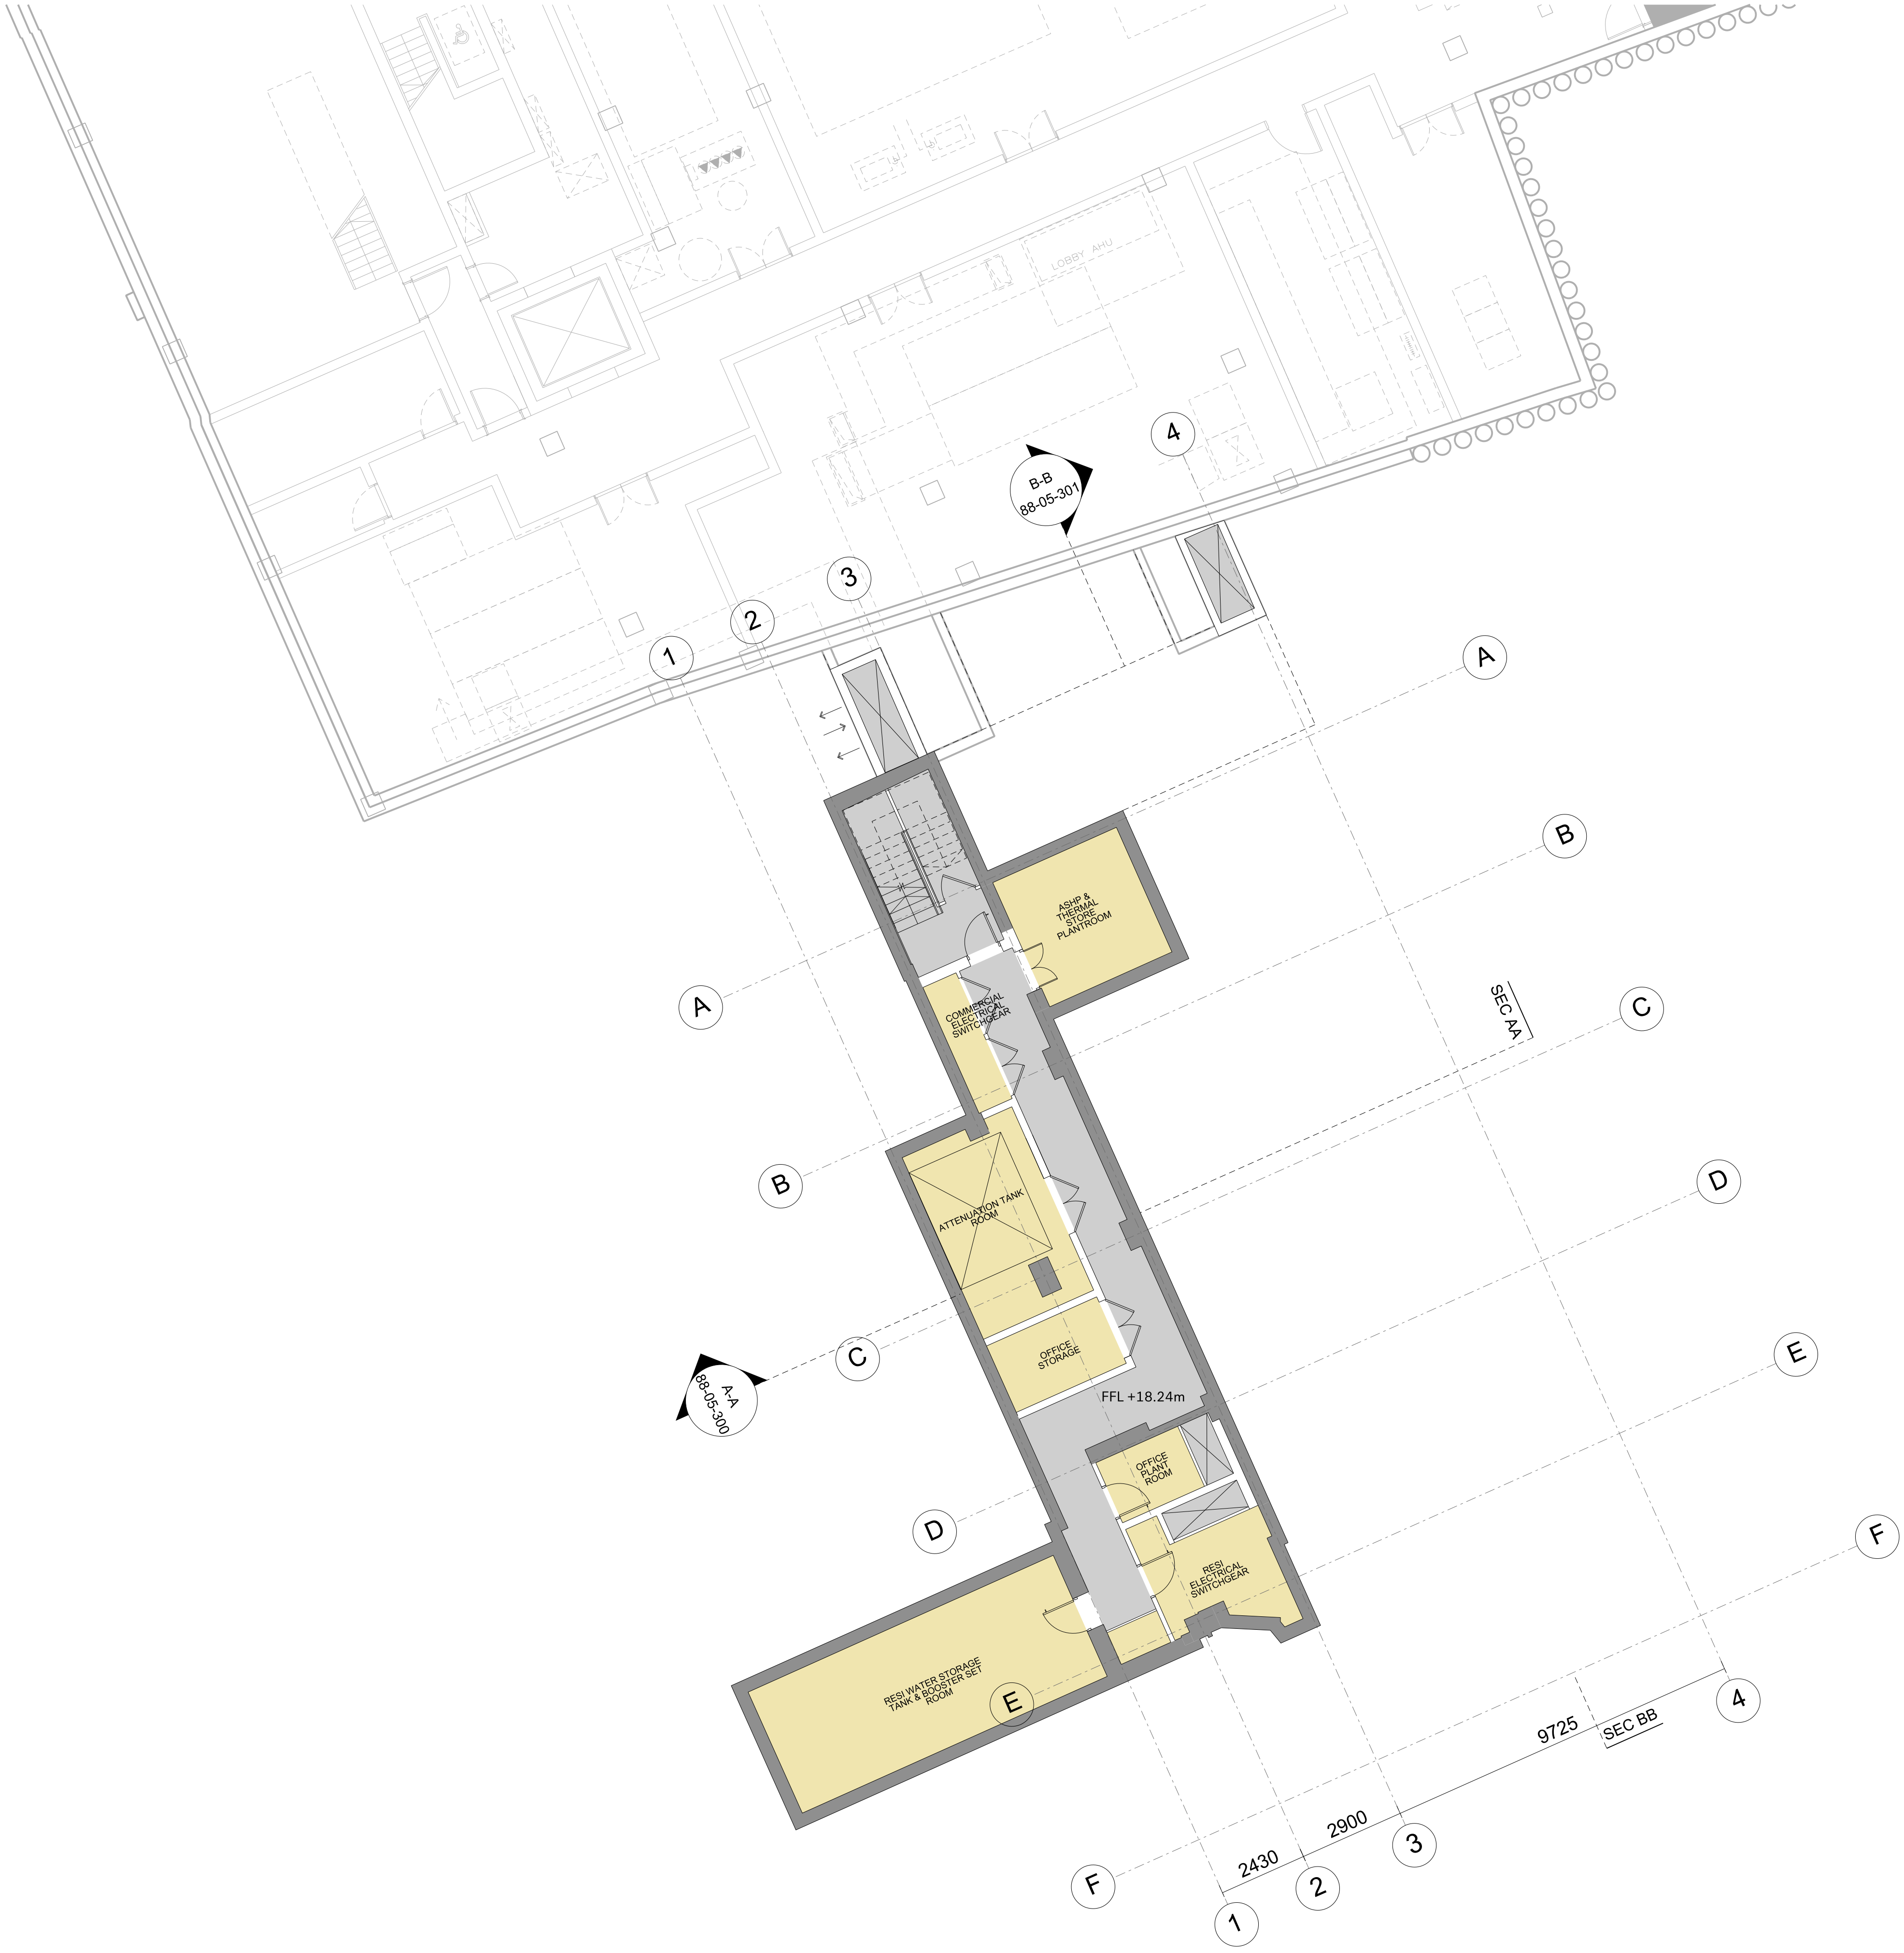 LOBBY AHU
4
B-B
88-05-301
3
2
1
A
B
ASHP &
THERMAL
STORE
PLANTROOM
A
COMMERCIAL
ELECTRICAL
SWITCHGEAR
SEC AA
C
B
D
ATTENUATION TANK
ROOM
C
OFFICE
STORAGE
E
A-A
88-05-300
FFL +18.24m
D
OFFICE
PLANT
ROOM
F
RESI
ELECTRICAL
SWITCHGEAR
RESI WATER STORAGE
TANK & BOOSTER SET
ROOM
E
4
9725
SEC BB
2900
3
2430
F
2
1